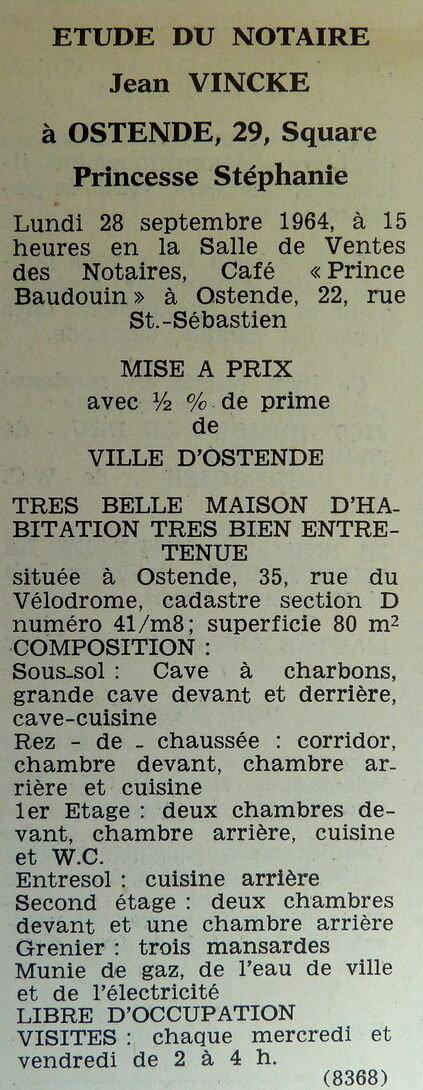 ETUDE DU NOTAIRE
Jean VINCKE
à OSTENDE, 29, Square
Princesse Stéphanie
Lundi 28 septembre 1964, à 15
heures en la Salle de Ventes
des Notaires, Café « Prince
Baudouin » à Ostende, 22, rue
St.-Sébastien
MISE A PRIX
avec ½ % de prime
de
VILLE D'OSTENDE
TRES BELLE MAISON D'HA-
BITATION TRES BIEN ENTRE-
TENUE
située à Ostende, 35, rue du
Vélodrome, cadastre section D
numéro 41/m8; superficie 80 m²
COMPOSITION :
Sous-sol : Cave à charbons,
grande cave devant et derrière,
cave-cuisine
Rez - de - chaussée : corridor,
chambre devant, chambre ar-
rière et cuisine
1er Etage : deux chambres de-
vant, chambre arrière, cuisine
et W.C.
Entresol : cuisine arrière
Second étage : deux chambres
devant et une chambre arrière
Grenier : trois mansardes
Munie de gaz, de l'eau de ville
et de l'électricité
LIBRE D'OCCUPATION
VISITES : chaque mercredi et
vendredi de 2 à 4 h.
(8368)